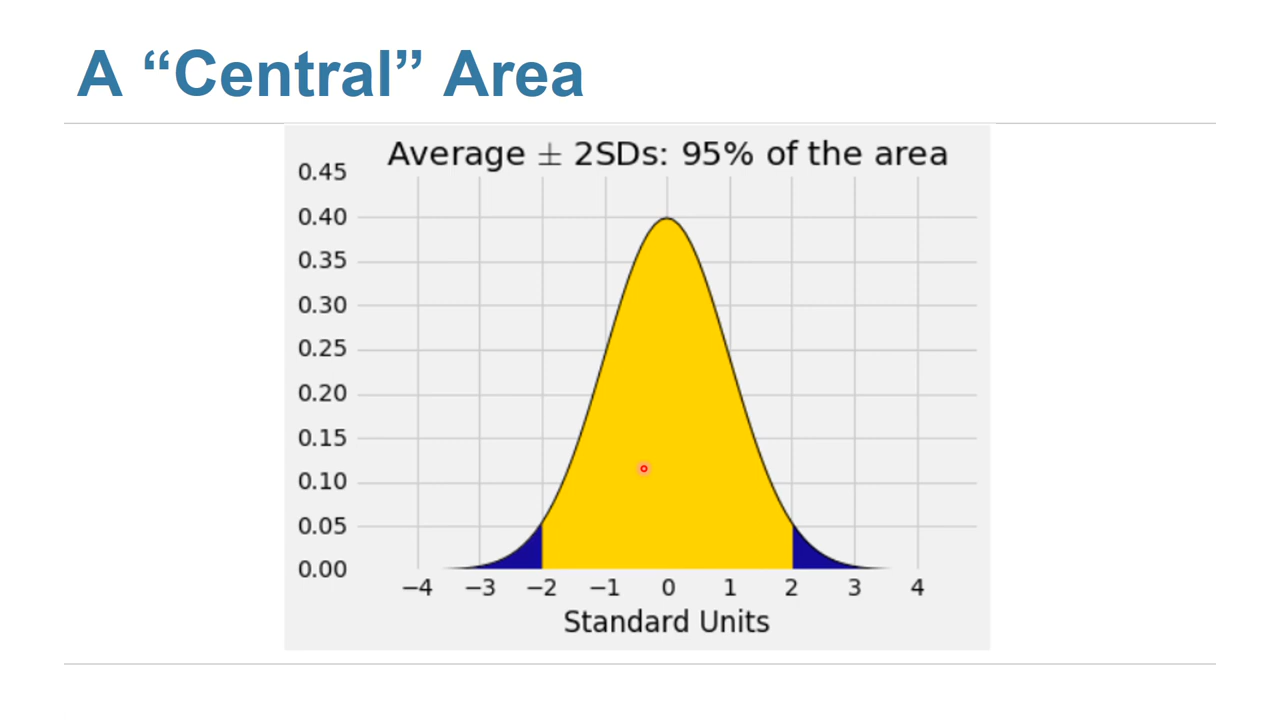 A “Central” Area
Average ± 2SDs: 95% of the area
0.45
0.40
0.35
0.30
0.25
0.20
0.15
0.10
0.05
0.00
−4 −3 −2 −1 0 1 2 3 4
Standard Units